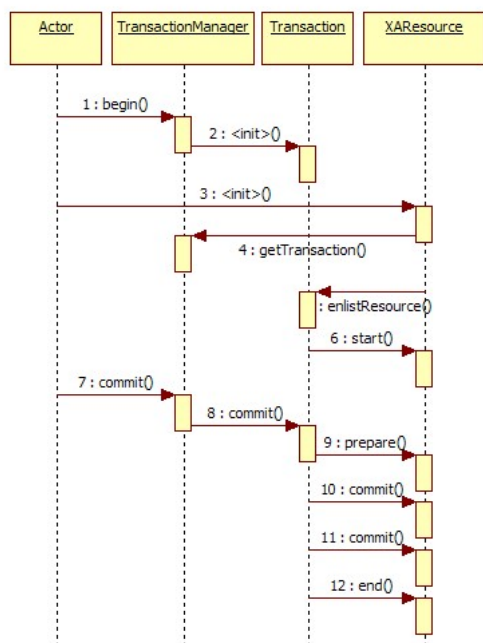 Actor
TransactionManager
Transaction
XAResource
1 : begin()
2 : <init>()
3 : <init>()
4 : getTransaction()
: enlistResource()
6 : start()
7 : commit()
8 : commit()
9 : prepare()
10 : commit()
11 : commit()
12 : end()